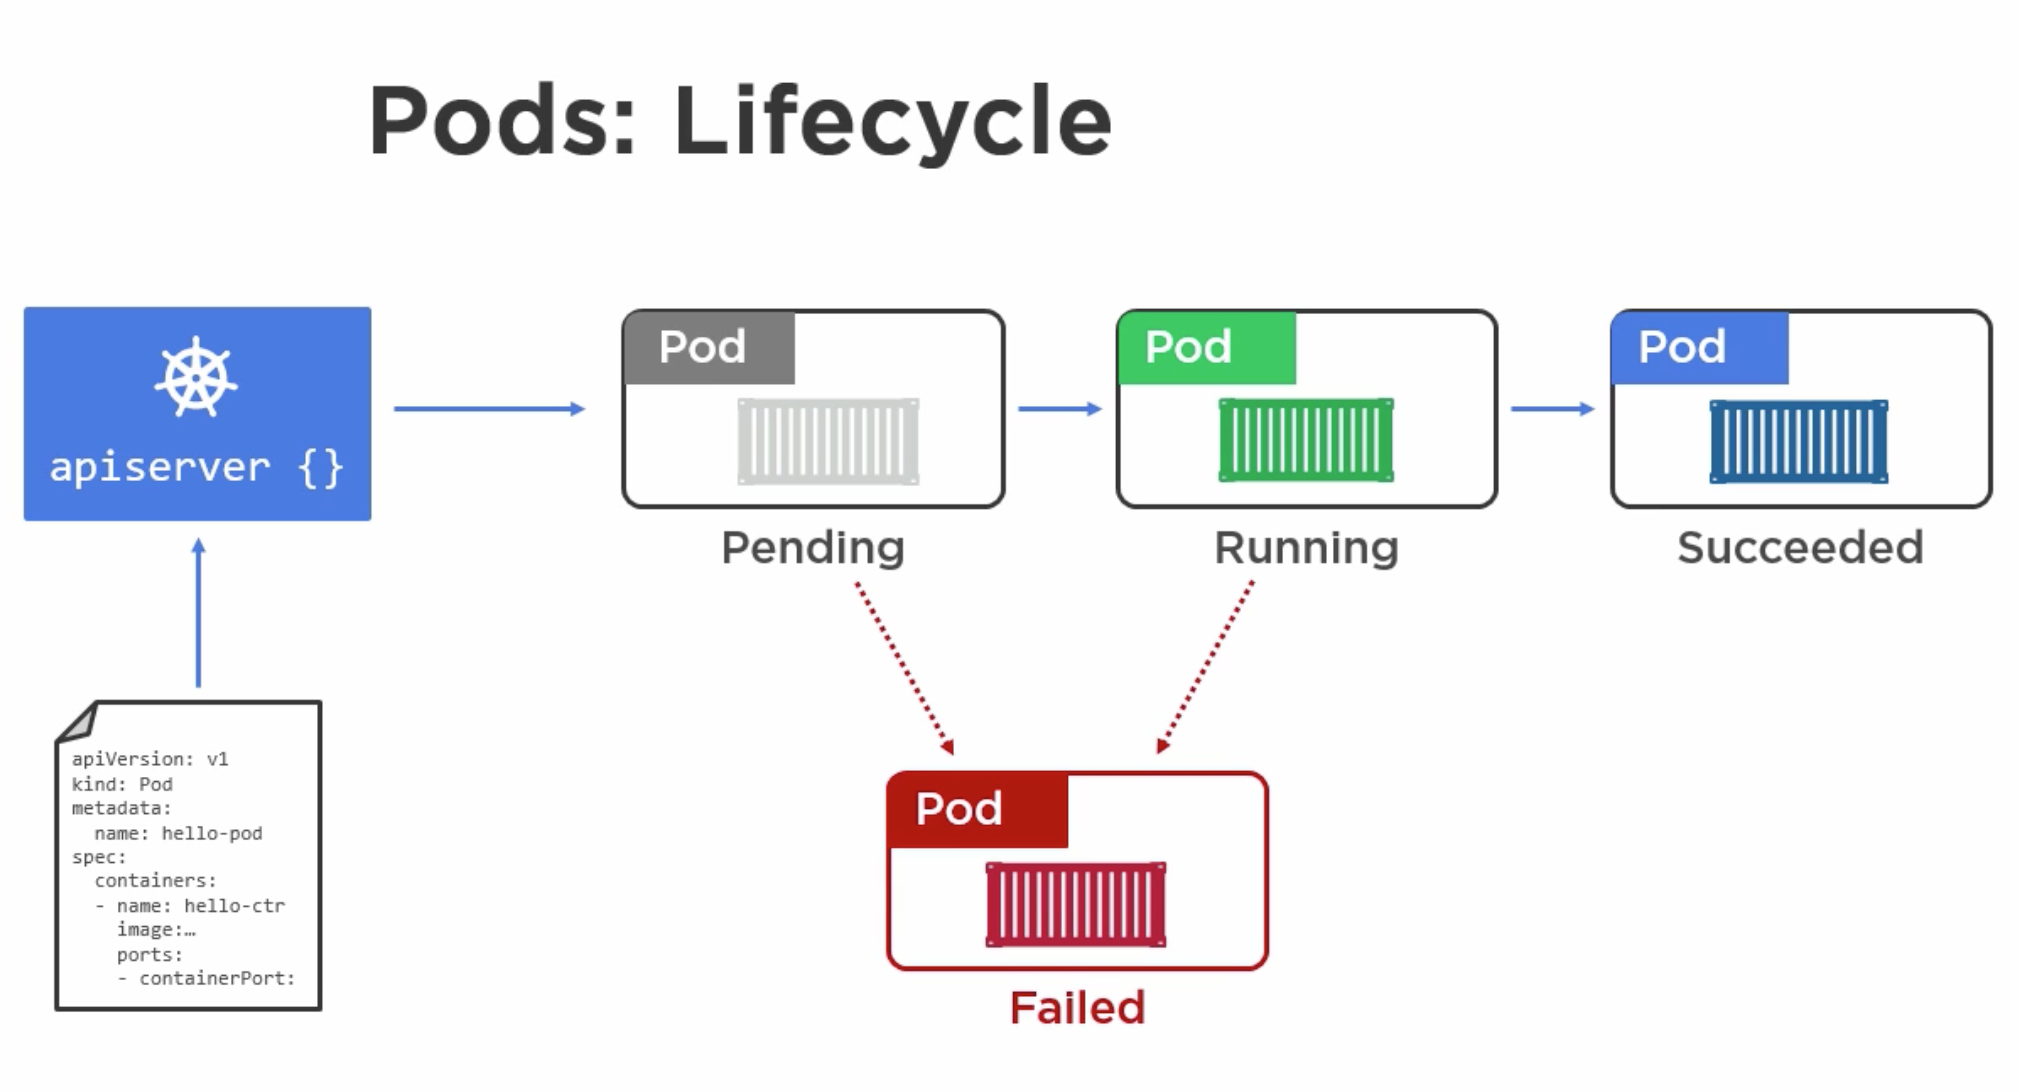 Pods: Lifecycle
apiserver {}
Pod
Pending
Pod
Running
Pod
Succeeded
apiVersion: v1
kind: Pod
metadata:
  name: hello-pod
spec:
  containers:
  - name: hello-ctr
    image:…
    ports:
    - containerPort:
Pod
Failed